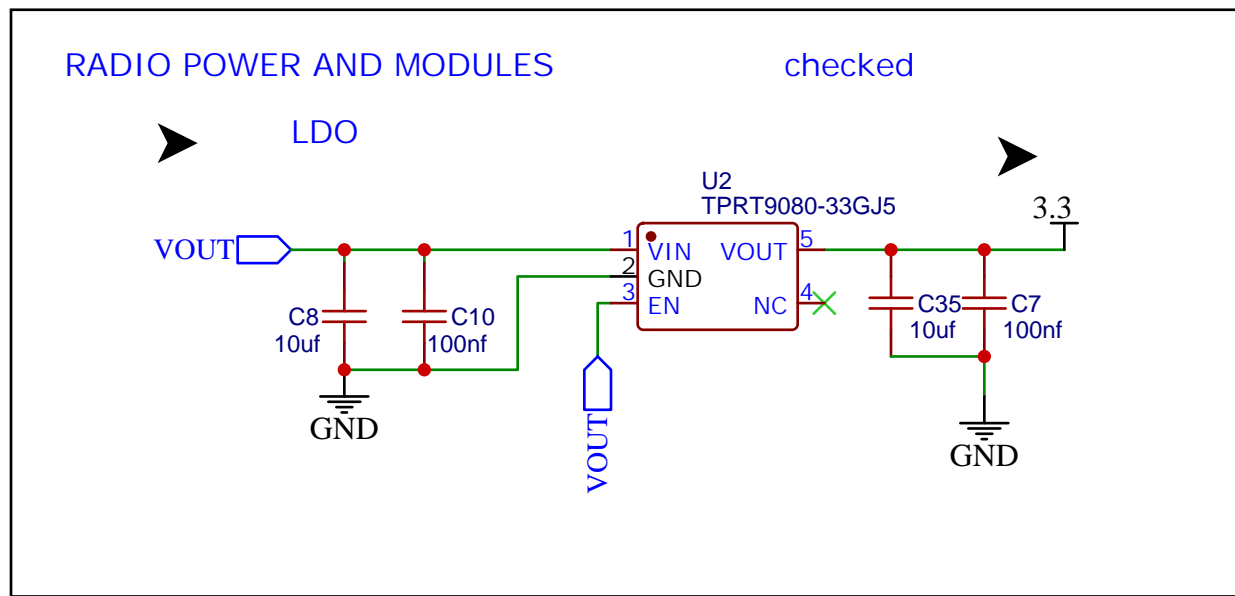 RADIO POWER AND MODULES
checked
LDO
U2
TPRT9080-33GJ5
3.3
VOUT
1
VIN
VOUT
5
2
GND
3
EN
NC
4
C8
10uf
C10
100nf
C35
10uf
C7
100nf
GND
VOUT
GND